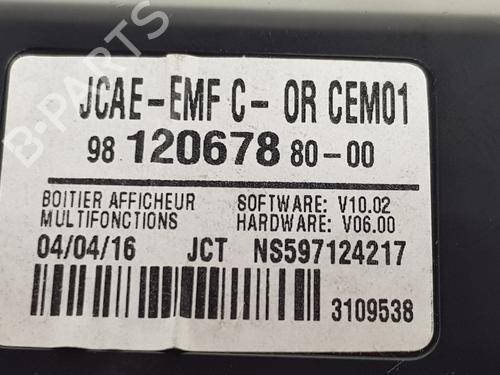 JCAE-EMF C- OR CEM01
98 120678 80-00
BOITIER AFFICHEUR SOFTWARE: V10.02
MULTIFONCTIONS HARDWARE: V06.00
04/04/16 JCT NS597124217
3109538
B-PARTS